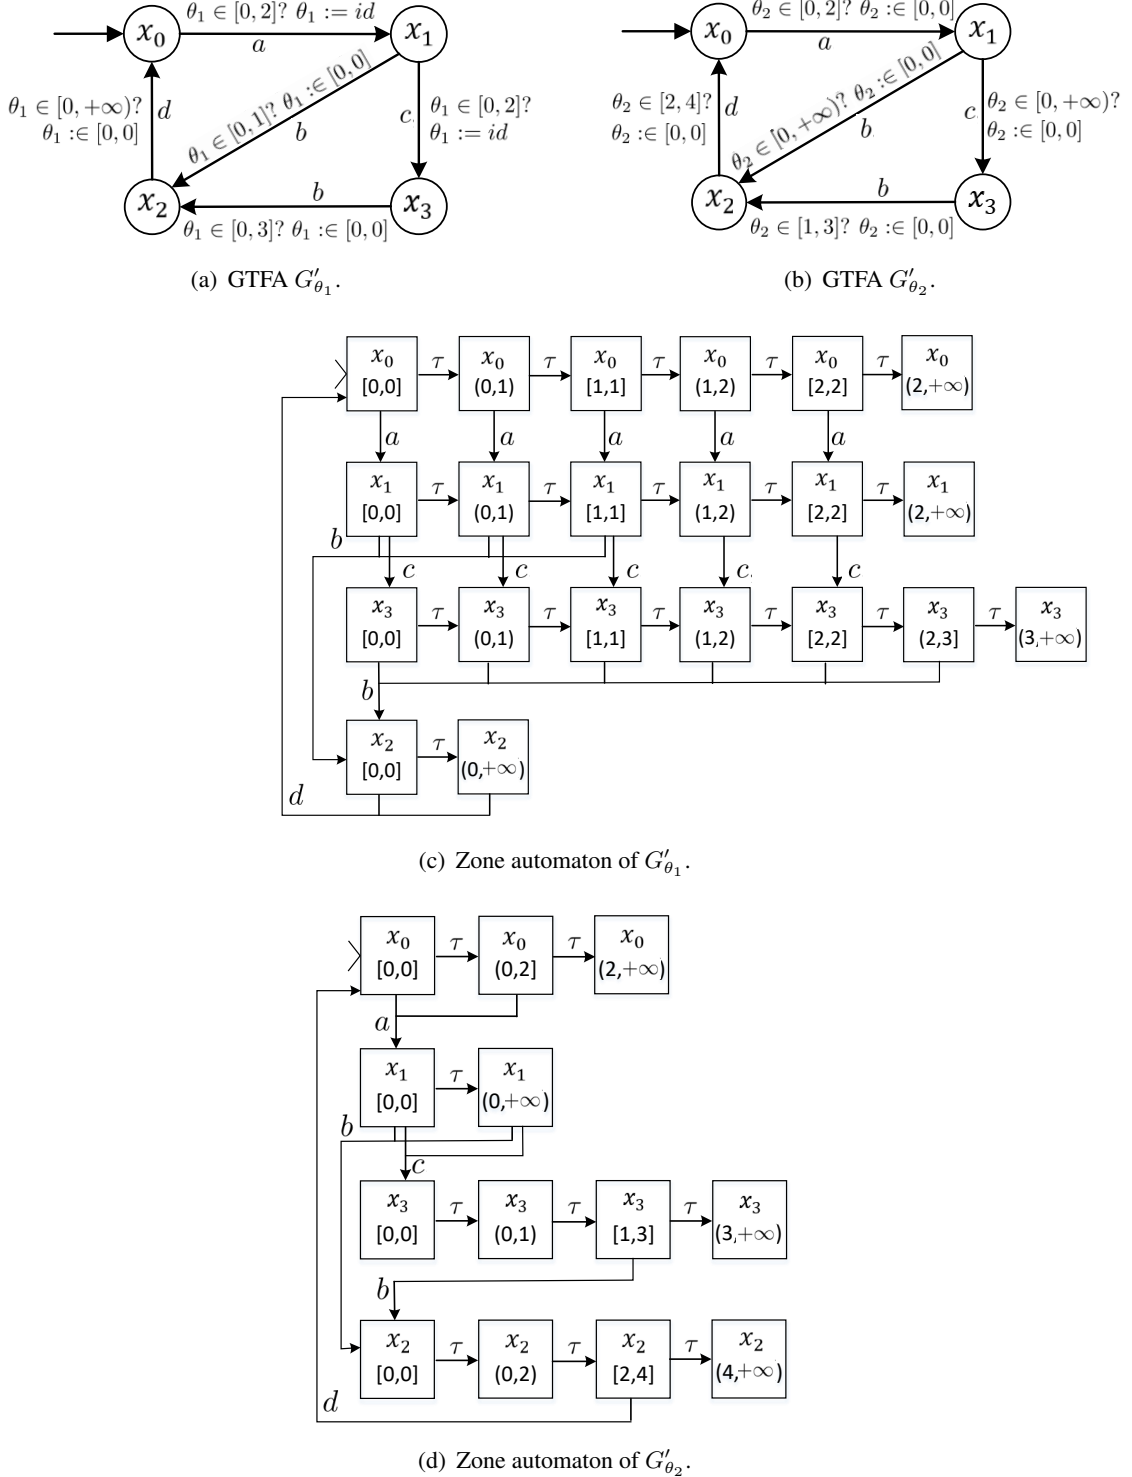 θ₁ ∈ [0, 2]? θ₁ := id
a
x₀
x₁
θ₁ ∈ [0, +∞)?
θ₁ :∈ [0, 0]
d
θ₁ ∈ [0, 1]? θ₁ :∈ [0, 0]
b
c
θ₁ ∈ [0, 2]?
θ₁ := id
x₂
b
x₃
θ₁ ∈ [0, 3]? θ₁ :∈ [0, 0]
(a) GTFA G′θ₁.
θ₂ ∈ [0, 2]? θ₂ :∈ [0, 0]
a
x₀
x₁
θ₂ ∈ [2, 4]?
θ₂ :∈ [0, 0]
d
θ₂ ∈ [0, +∞)? θ₂ :∈ [0, 0]
b
c
θ₂ ∈ [0, +∞)?
θ₂ :∈ [0, 0]
x₂
b
x₃
θ₂ ∈ [1, 3]? θ₂ :∈ [0, 0]
(b) GTFA G′θ₂.
x₀ τ x₀ τ x₀ τ x₀ τ x₀ τ x₀
[0,0] (0,1) [1,1] (1,2) [2,2] (2,+∞)
a a a a a
x₁ τ x₁ τ x₁ τ x₁ τ x₁ τ x₁
[0,0] (0,1) [1,1] (1,2) [2,2] (2,+∞)
b
c c c c. c
x₃ τ x₃ τ x₃ τ x₃ τ x₃ τ x₃ τ x₃
[0,0] (0,1) [1,1] (1,2) [2,2] (2,3] (3,+∞)
b
x₂ τ x₂
[0,0] (0,+∞)
d
(c) Zone automaton of G′θ₁.
x₀ τ x₀ τ x₀
[0,0] (0,2] (2,+∞)
a
x₁ τ x₁
[0,0] (0,+∞)
b
c
x₃ τ x₃ τ x₃ τ x₃
[0,0] (0,1) [1,3] (3,+∞)
b
x₂ τ x₂ τ x₂ τ x₂
[0,0] (0,2) [2,4] (4,+∞)
d
(d) Zone automaton of G′θ₂.